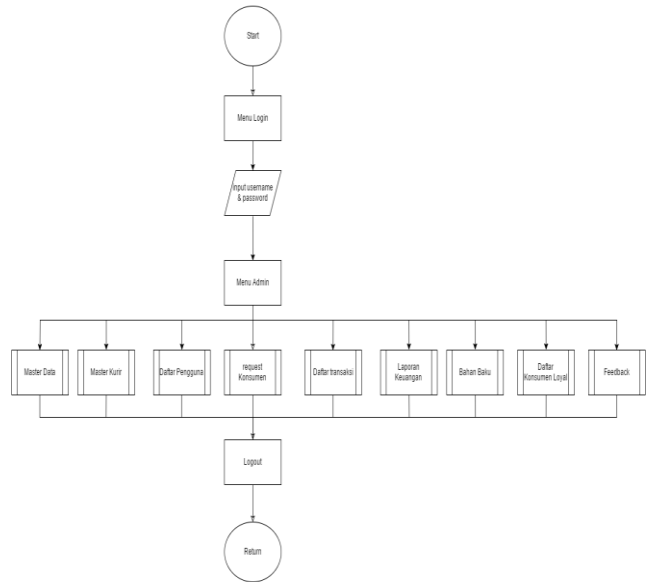 Start
Menu Login
input username
& password
Menu Admin
Master Data
Master Kurir
Daftar Pengguna
request
Konsumen
Daftar transaksi
Laporan
Keuangan
Bahan Baku
Daftar
Konsumen Loyal
Feedback
Logout
Return